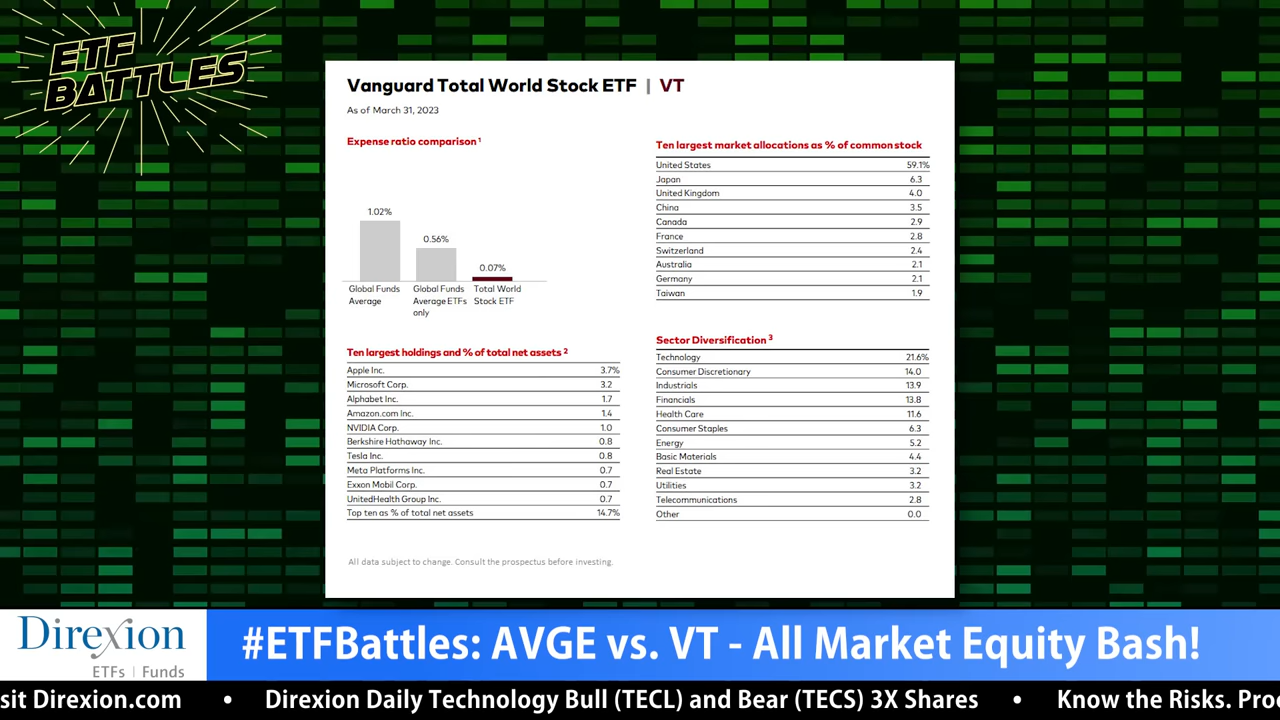 ETF
BATTLES
Vanguard Total World Stock ETF | VT
As of March 31, 2023
Expense ratio comparison 1
1.02%
0.56%
0.07%
Global Funds Average
Global Funds Average ETFs only
Total World Stock ETF
Ten largest holdings and % of total net assets 2
Apple Inc. 3.7%
Microsoft Corp. 3.2
Alphabet Inc. 1.7
Amazon.com Inc. 1.4
NVIDIA Corp. 1.0
Berkshire Hathaway Inc. 0.8
Tesla Inc. 0.8
Meta Platforms Inc. 0.7
Exxon Mobil Corp. 0.7
UnitedHealth Group Inc. 0.7
Top ten as % of total net assets 14.7%
Ten largest market allocations as % of common stock
United States 59.1%
Japan 6.3
United Kingdom 4.0
China 3.5
Canada 2.9
France 2.8
Switzerland 2.4
Australia 2.1
Germany 2.1
Taiwan 1.9
Sector Diversification 3
Technology 21.6%
Consumer Discretionary 14.0
Industrials 13.9
Financials 13.8
Health Care 11.6
Consumer Staples 6.3
Energy 5.2
Basic Materials 4.4
Real Estate 3.2
Utilities 3.2
Telecommunications 2.8
Other 0.0
All data subject to change. Consult the prospectus before investing.
Direxion
ETFs | Funds
#ETFBattles: AVGE vs. VT - All Market Equity Bash!
sit Direxion.com • Direxion Daily Technology Bull (TECL) and Bear (TECS) 3X Shares • Know the Risks. Pro